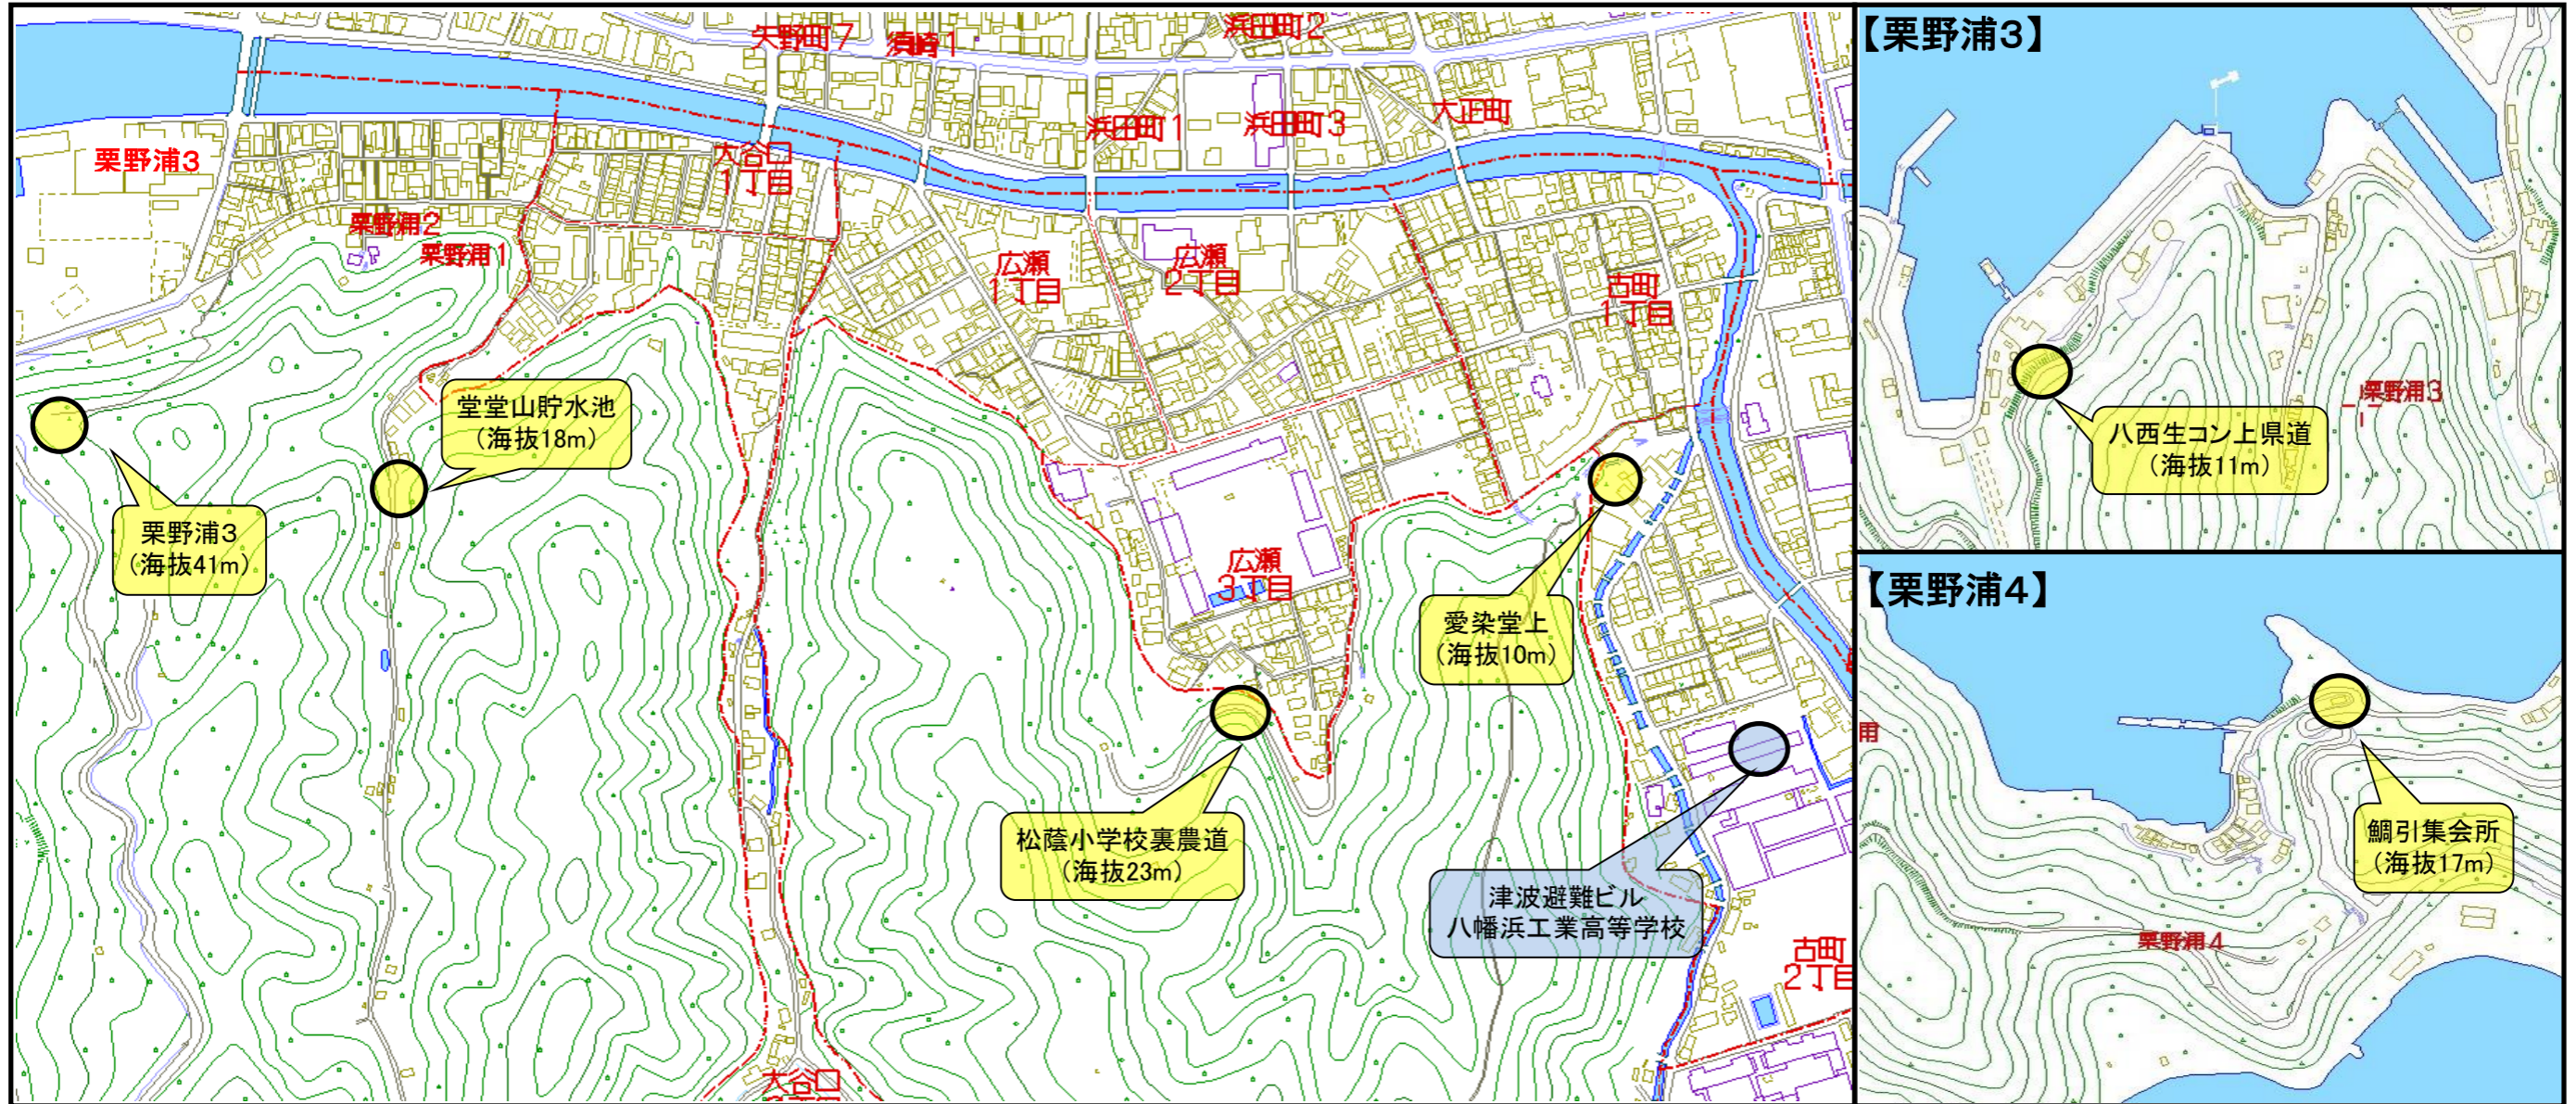 矢野町7
須崎1
浜田町2
浜田町1
浜田町3
大正町
栗野浦3
大谷口
1丁目
栗野浦2
栗野浦1
広瀬
1丁目
広瀬
2丁目
古町
1丁目
堂堂山貯水池
(海抜18m)
栗野浦3
(海抜41m)
広瀬
3丁目
愛染堂上
(海抜10m)
松蔭小学校裏農道
(海抜23m)
津波避難ビル
八幡浜工業高等学校
古町
2丁目
大谷口
【栗野浦3】
栗野浦3
八西生コン上県道
(海抜11m)
【栗野浦4】
鯛引集会所
(海抜17m)
栗野浦4